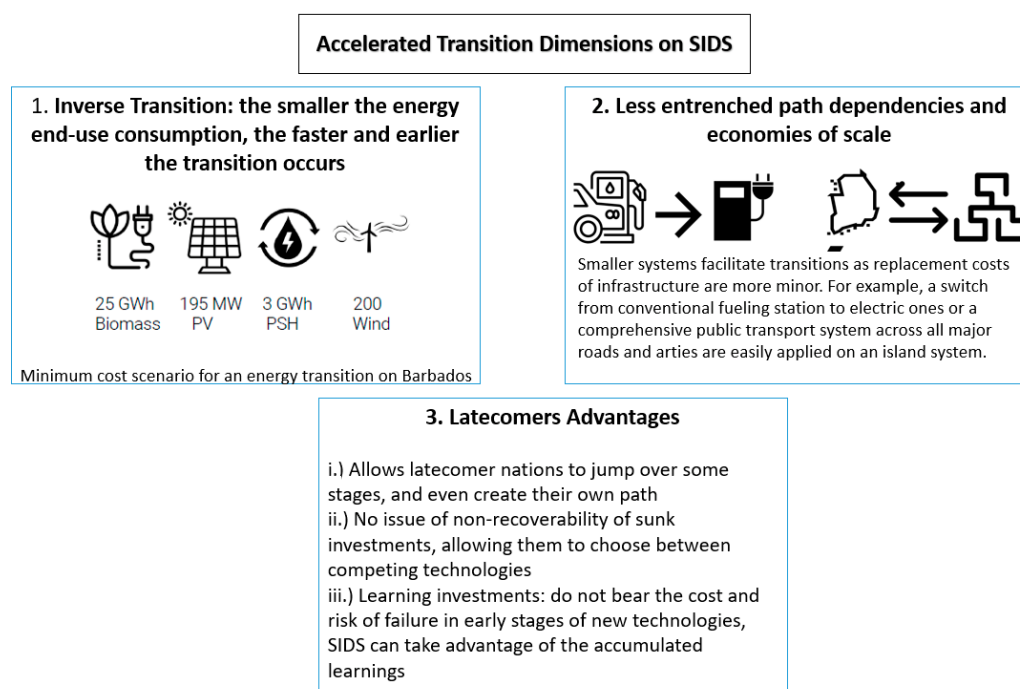 Accelerated Transition Dimensions on SIDS
1. Inverse Transition: the smaller the energy
end-use consumption, the faster and earlier
the transition occurs
25 GWh 195 MW 3 GWh 200
Biomass PV PSH Wind
Minimum cost scenario for an energy transition on Barbados
2. Less entrenched path dependencies and
economies of scale
Smaller systems facilitate transitions as replacement costs
of infrastructure are more minor. For example, a switch
from conventional fueling station to electric ones or a
comprehensive public transport system across all major
roads and arties are easily applied on an island system.
3. Latecomers Advantages
i.) Allows latecomer nations to jump over some
stages, and even create their own path
ii.) No issue of non-recoverability of sunk
investments, allowing them to choose between
competing technologies
iii.) Learning investments: do not bear the cost and
risk of failure in early stages of new technologies,
SIDS can take advantage of the accumulated
learnings